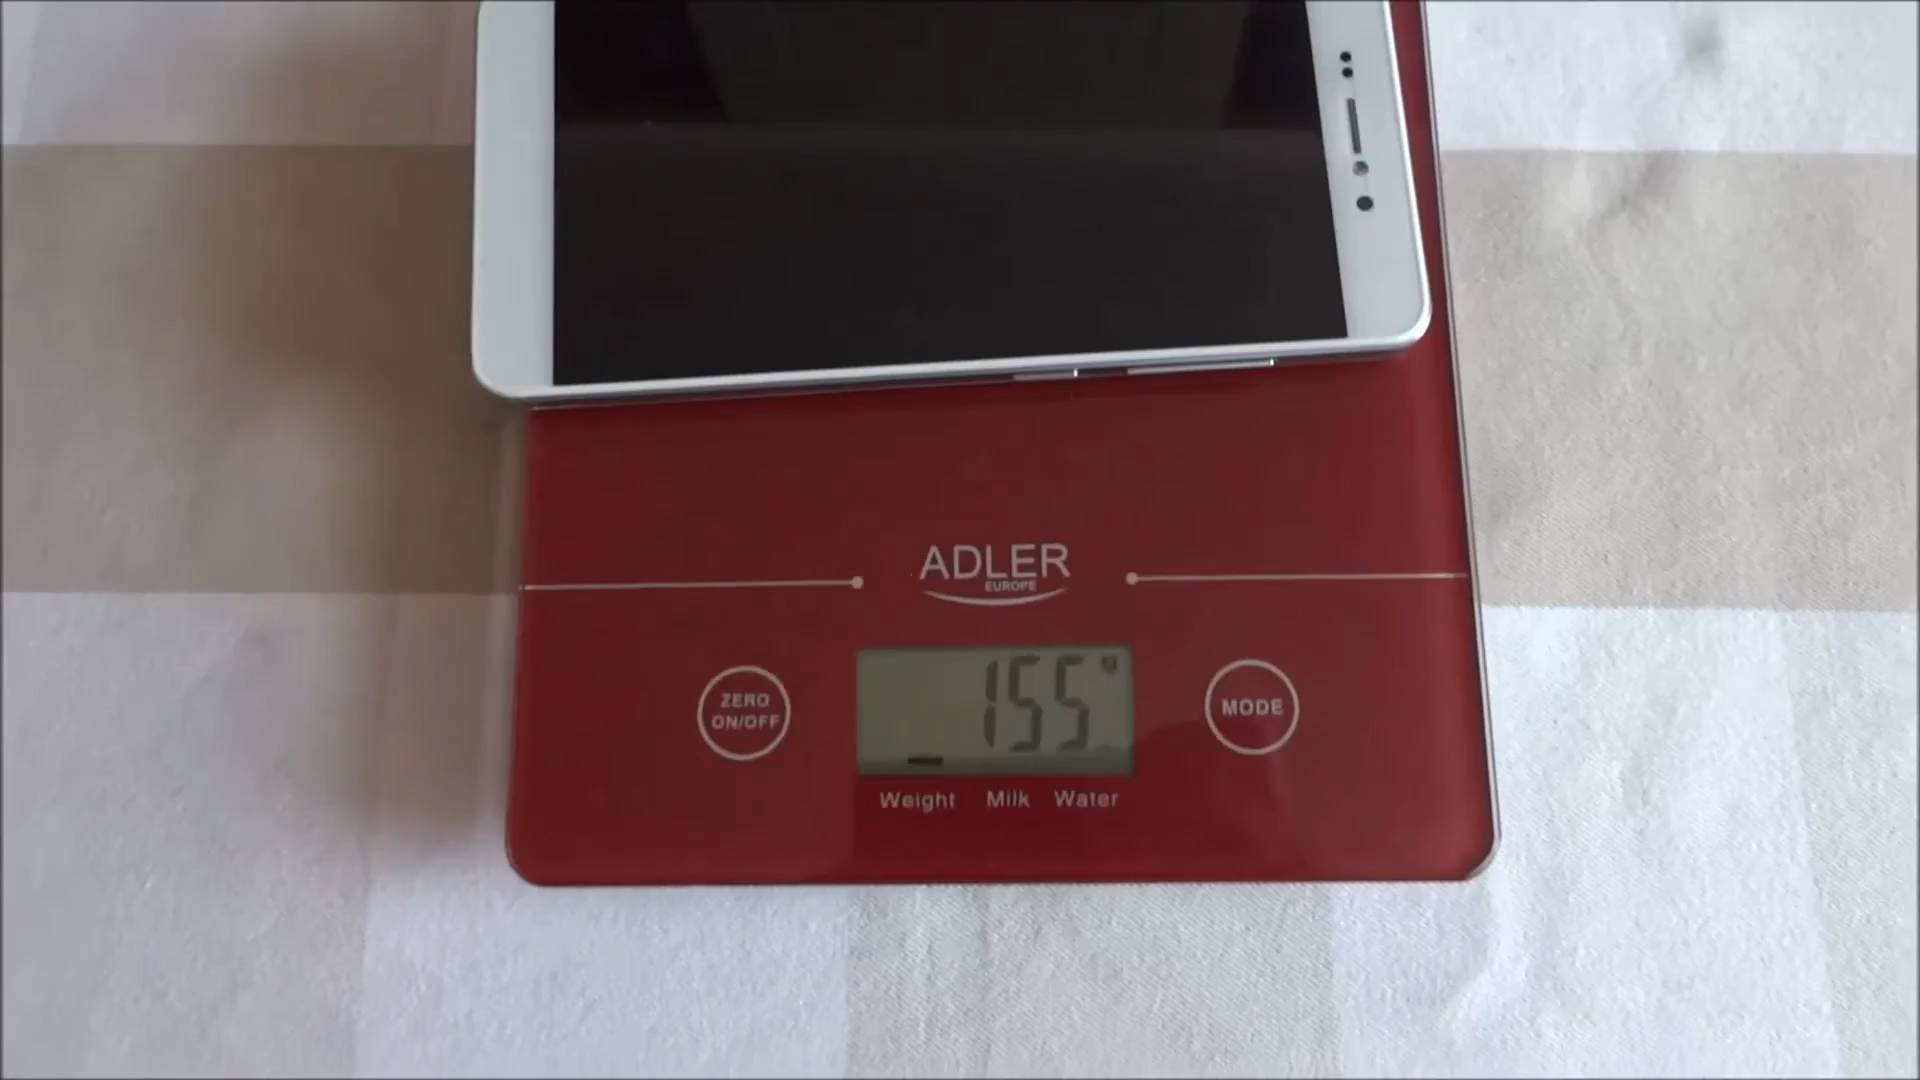 ADLER
EUROPE
ZERO
ON/OFF
155
MODE
Weight Milk Water